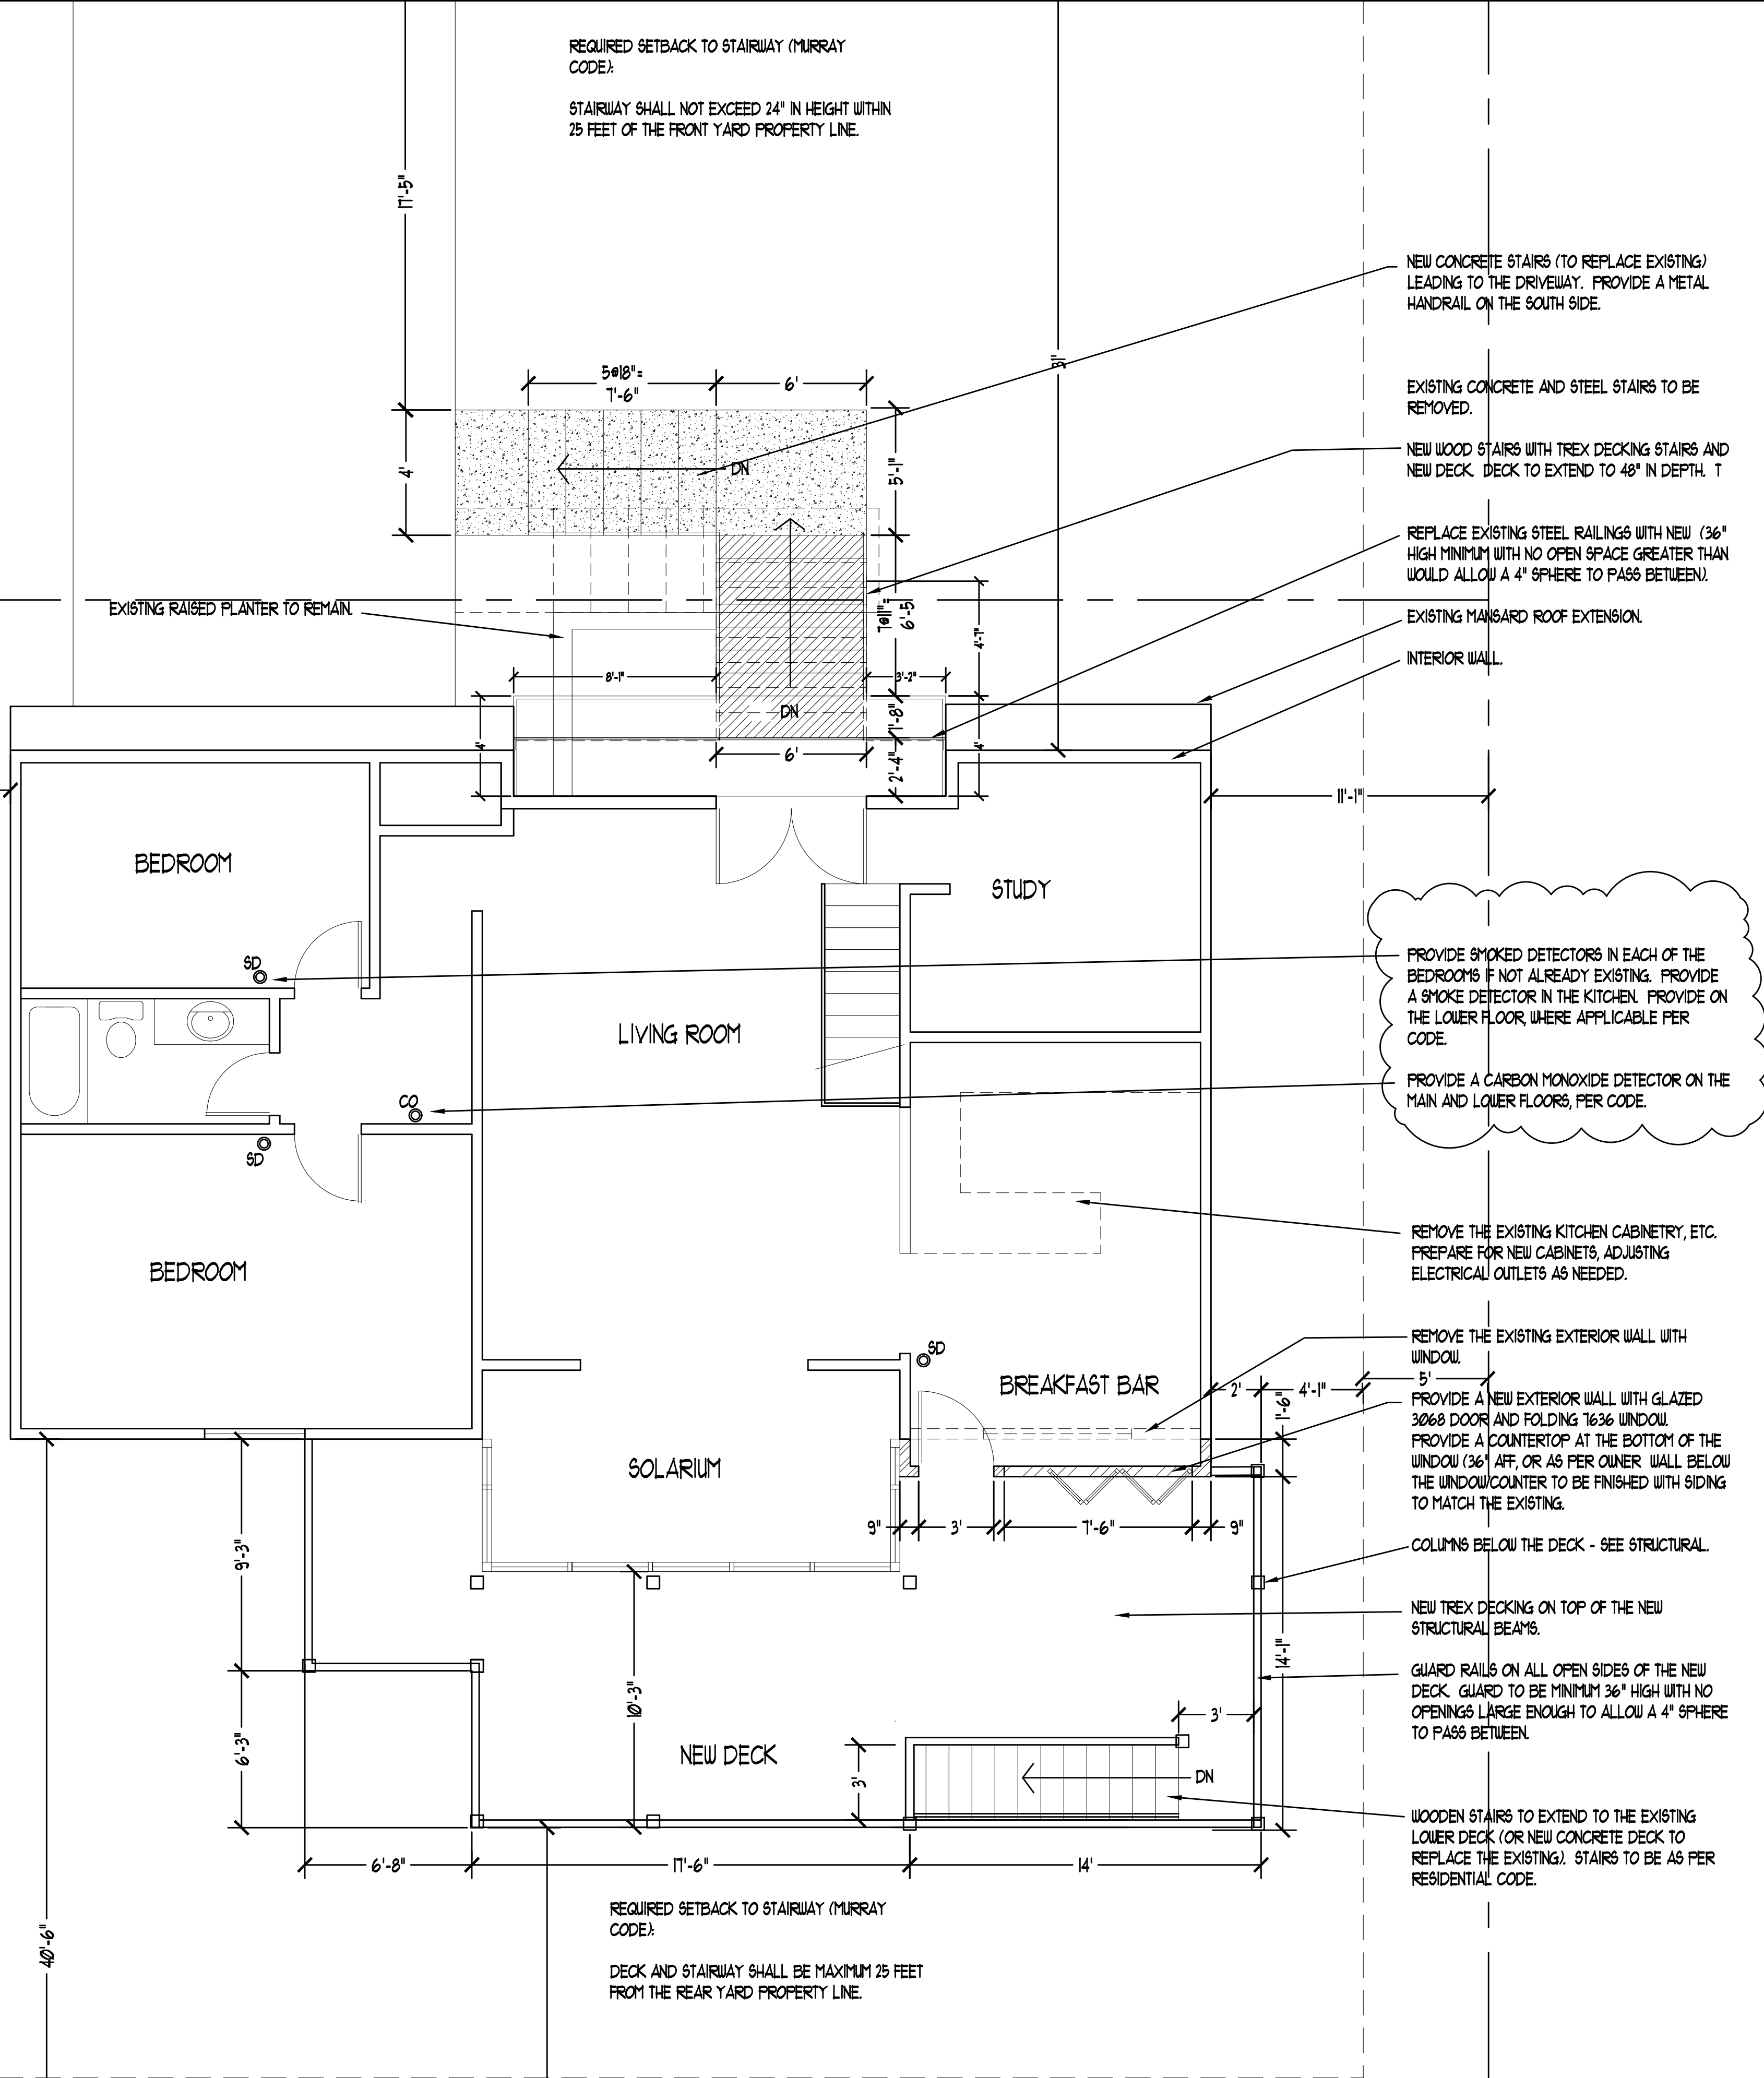 REQUIRED SETBACK TO STAIRWAY (MURRAY
CODE):
STAIRWAY SHALL NOT EXCEED 24" IN HEIGHT WITHIN
25 FEET OF THE FRONT YARD PROPERTY LINE.
17'-5"
31'
NEW CONCRETE STAIRS (TO REPLACE EXISTING)
LEADING TO THE DRIVEWAY. PROVIDE A METAL
HANDRAIL ON THE SOUTH SIDE.
5@18"=
7'-6"
6'
EXISTING CONCRETE AND STEEL STAIRS TO BE
REMOVED.
4'
DN
5'-1"
NEW WOOD STAIRS WITH TREX DECKING STAIRS AND
NEW DECK. DECK TO EXTEND TO 48" IN DEPTH. T
REPLACE EXISTING STEEL RAILINGS WITH NEW (36"
HIGH MINIMUM WITH NO OPEN SPACE GREATER THAN
WOULD ALLOW A 4" SPHERE TO PASS BETWEEN).
EXISTING RAISED PLANTER TO REMAIN.
7@11"=
6'-5
4'-7"
EXISTING MANSARD ROOF EXTENSION.
INTERIOR WALL.
8'-1"
3'-2"
DN
1'-8"
4'
6'
2'-4"
4'
11'-1"
BEDROOM
STUDY
SD
PROVIDE SMOKED DETECTORS IN EACH OF THE
BEDROOMS IF NOT ALREADY EXISTING. PROVIDE
A SMOKE DETECTOR IN THE KITCHEN. PROVIDE ON
THE LOWER FLOOR, WHERE APPLICABLE PER
CODE.
LIVING ROOM
PROVIDE A CARBON MONOXIDE DETECTOR ON THE
MAIN AND LOWER FLOORS, PER CODE.
CO
SD
BEDROOM
REMOVE THE EXISTING KITCHEN CABINETRY, ETC.
PREPARE FOR NEW CABINETS, ADJUSTING
ELECTRICAL OUTLETS AS NEEDED.
SD
REMOVE THE EXISTING EXTERIOR WALL WITH
WINDOW.
BREAKFAST BAR
2'
4'-1"
5'
1'-6"
PROVIDE A NEW EXTERIOR WALL WITH GLAZED
3068 DOOR AND FOLDING 7636 WINDOW.
PROVIDE A COUNTERTOP AT THE BOTTOM OF THE
WINDOW (36" AFF, OR AS PER OWNER WALL BELOW
THE WINDOW/COUNTER TO BE FINISHED WITH SIDING
TO MATCH THE EXISTING.
SOLARIUM
9"
3'
7'-6"
9"
COLUMNS BELOW THE DECK - SEE STRUCTURAL.
9'-3"
NEW TREX DECKING ON TOP OF THE NEW
STRUCTURAL BEAMS.
14'-1"
GUARD RAILS ON ALL OPEN SIDES OF THE NEW
DECK. GUARD TO BE MINIMUM 36" HIGH WITH NO
OPENINGS LARGE ENOUGH TO ALLOW A 4" SPHERE
TO PASS BETWEEN.
10'-3"
3'
6'-3"
NEW DECK
3'
DN
WOODEN STAIRS TO EXTEND TO THE EXISTING
LOWER DECK (OR NEW CONCRETE DECK TO
REPLACE THE EXISTING). STAIRS TO BE AS PER
RESIDENTIAL CODE.
6'-8"
17'-6"
14'
REQUIRED SETBACK TO STAIRWAY (MURRAY
CODE):
40'-6"
DECK AND STAIRWAY SHALL BE MAXIMUM 25 FEET
FROM THE REAR YARD PROPERTY LINE.